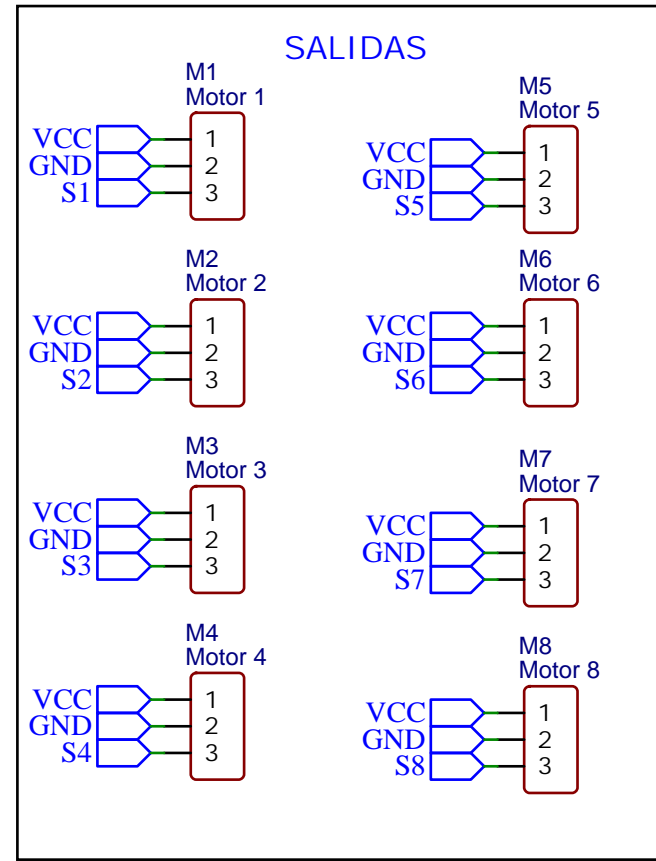 SALIDAS
M1
Motor 1
VCC 1
GND 2
S1 3
M2
Motor 2
VCC 1
GND 2
S2 3
M3
Motor 3
VCC 1
GND 2
S3 3
M4
Motor 4
VCC 1
GND 2
S4 3
M5
Motor 5
VCC 1
GND 2
S5 3
M6
Motor 6
VCC 1
GND 2
S6 3
M7
Motor 7
VCC 1
GND 2
S7 3
M8
Motor 8
VCC 1
GND 2
S8 3